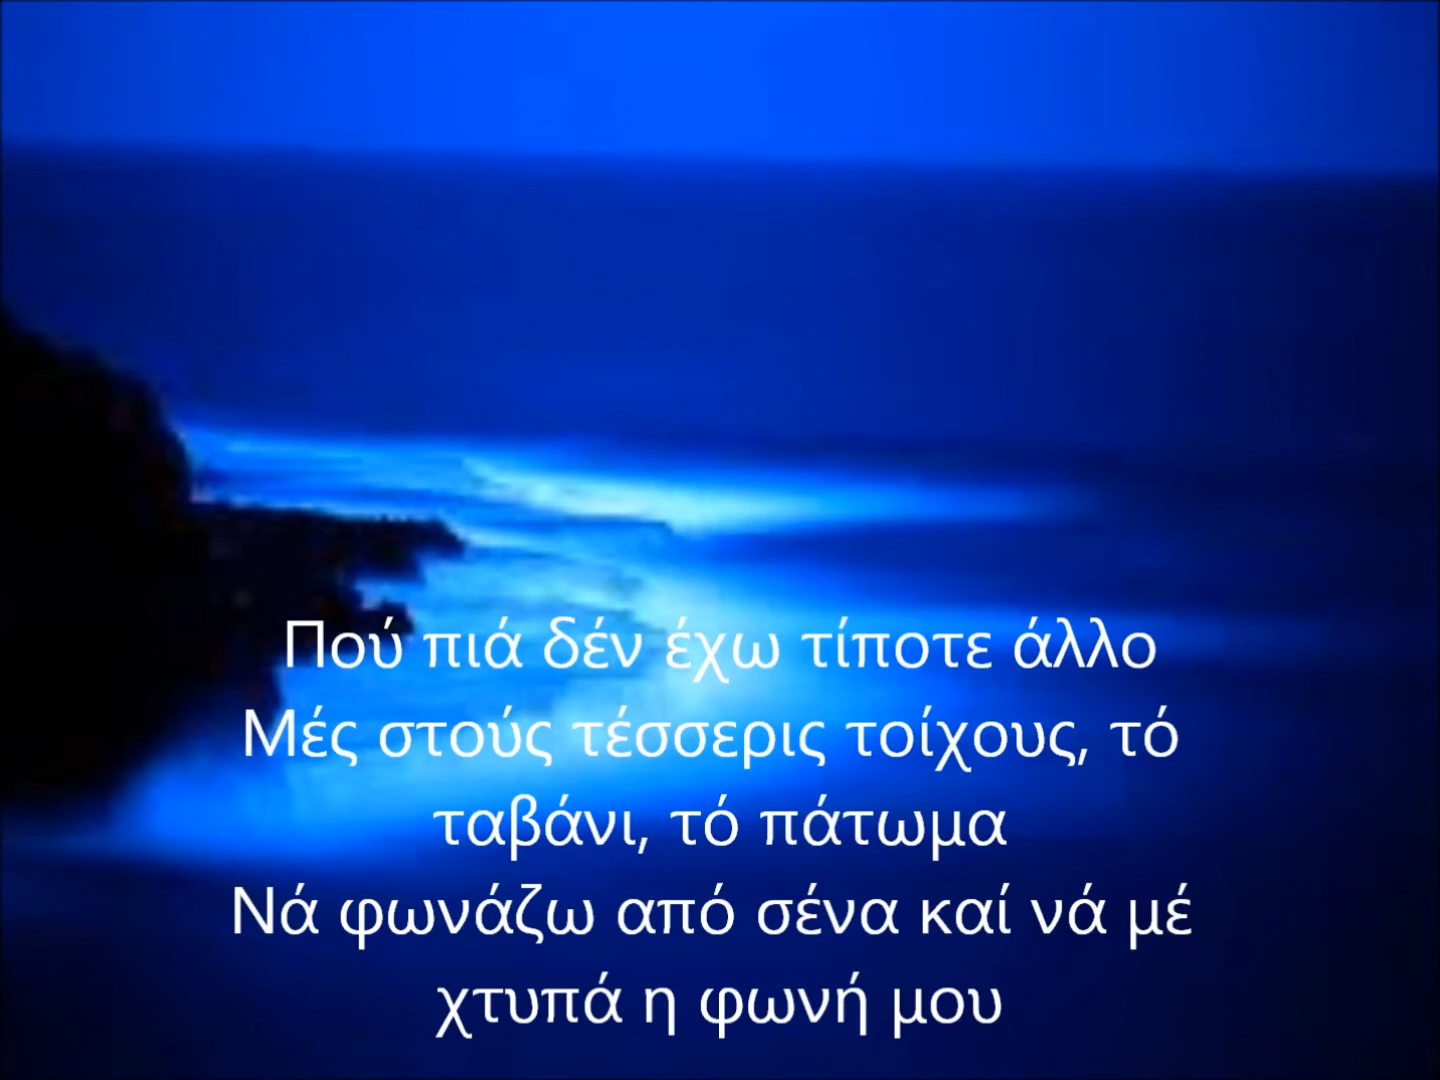 Πού πιά δέν έχω τίποτε άλλο
Μές στούς τέσσερις τοίχους, τό
ταβάνι, τό πάτωμα
Νά φωνάζω από σένα καί νά μέ
χτυπά η φωνή μου